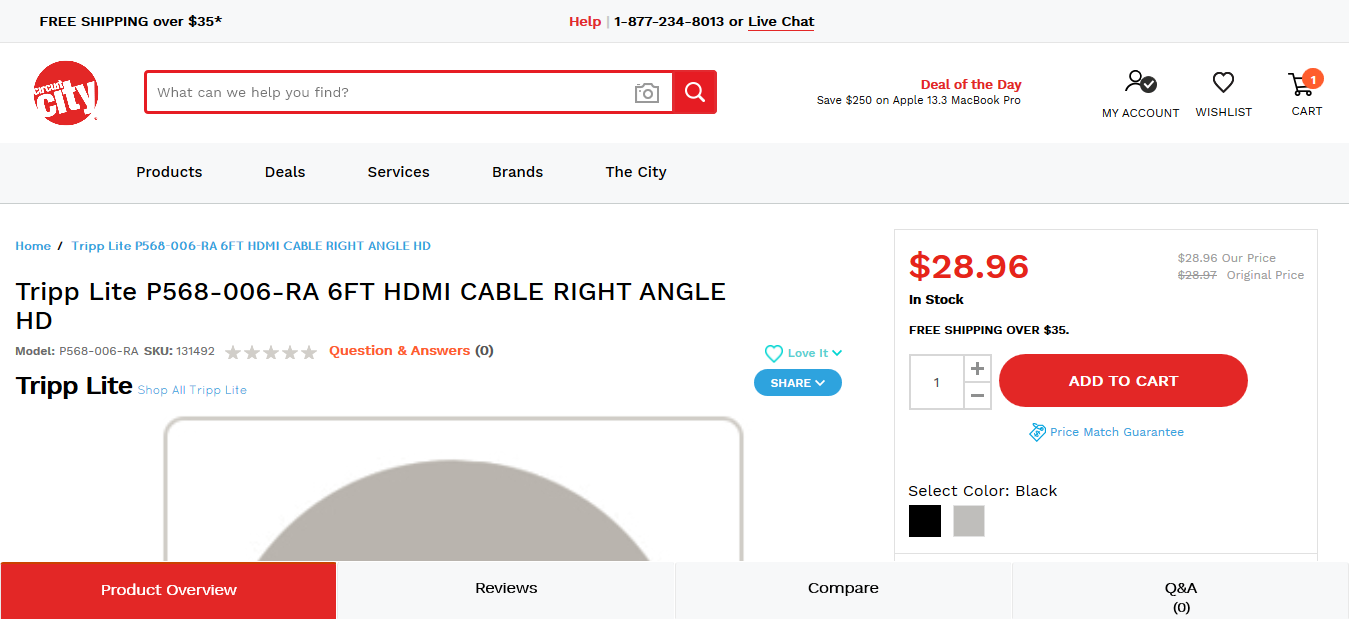 FREE SHIPPING over $35*
Help | 1-877-234-8013 or Live Chat
circuit
city
What can we help you find?
Deal of the Day
Save $250 on Apple 13.3 MacBook Pro
MY ACCOUNT
WISHLIST
1
CART
Products
Deals
Services
Brands
The City
Home / Tripp Lite P568-006-RA 6FT HDMI CABLE RIGHT ANGLE HD
Tripp Lite P568-006-RA 6FT HDMI CABLE RIGHT ANGLE
HD
Model: P568-006-RA SKU: 131492
Question & Answers (0)
Love It
Tripp Lite Shop All Tripp Lite
SHARE
$28.96
$28.96 Our Price
$28.97 Original Price
In Stock
FREE SHIPPING OVER $35.
1
+
−
ADD TO CART
Price Match Guarantee
Select Color: Black
Product Overview
Reviews
Compare
Q&A
(0)